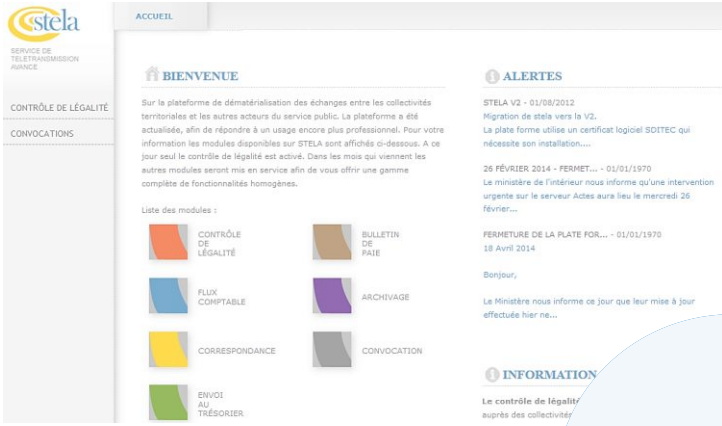 stela
SERVICE DE
TELETRANSMISSION
AVANCÉ
CONTRÔLE DE LÉGALITÉ
CONVOCATIONS
ACCUEIL
BIENVENUE
Sur la plateforme de dématérialisation des échanges entre les collectivités
territoriales et les autres acteurs du service public. La plateforme a été
actualisée, afin de répondre à un usage encore plus professionnel. Pour votre
information les modules disponibles sur STELA sont affichés ci-dessous. A ce
jour seul le contrôle de légalité est activé. Dans les mois qui viennent les
autres modules seront mis en service afin de vous offrir une gamme
complète de fonctionnalités homogènes.
Liste des modules :
CONTRÔLE
DE
LÉGALITÉ
BULLETIN
DE
PAIE
FLUX
COMPTABLE
ARCHIVAGE
CORRESPONDANCE
CONVOCATION
ENVOI
AU
TRÉSORIER
ALERTES
STELA V2 - 01/08/2012
Migration de stela vers la V2.
La plate forme utilise un certificat logiciel SDITEC qui
nécessite son installation....
26 FÉVRIER 2014 - FERMET... - 01/01/1970
Le ministère de l'intérieur nous informe qu'une intervention
urgente sur le serveur Actes aura lieu le mercredi 26
février...
FERMETURE DE LA PLATE FOR... - 01/01/1970
18 Avril 2014
Bonjour,
Le Ministère nous informe ce jour que leur mise à jour
effectuée hier ne...
INFORMATION
Le contrôle de légalité
auprès des collectivités